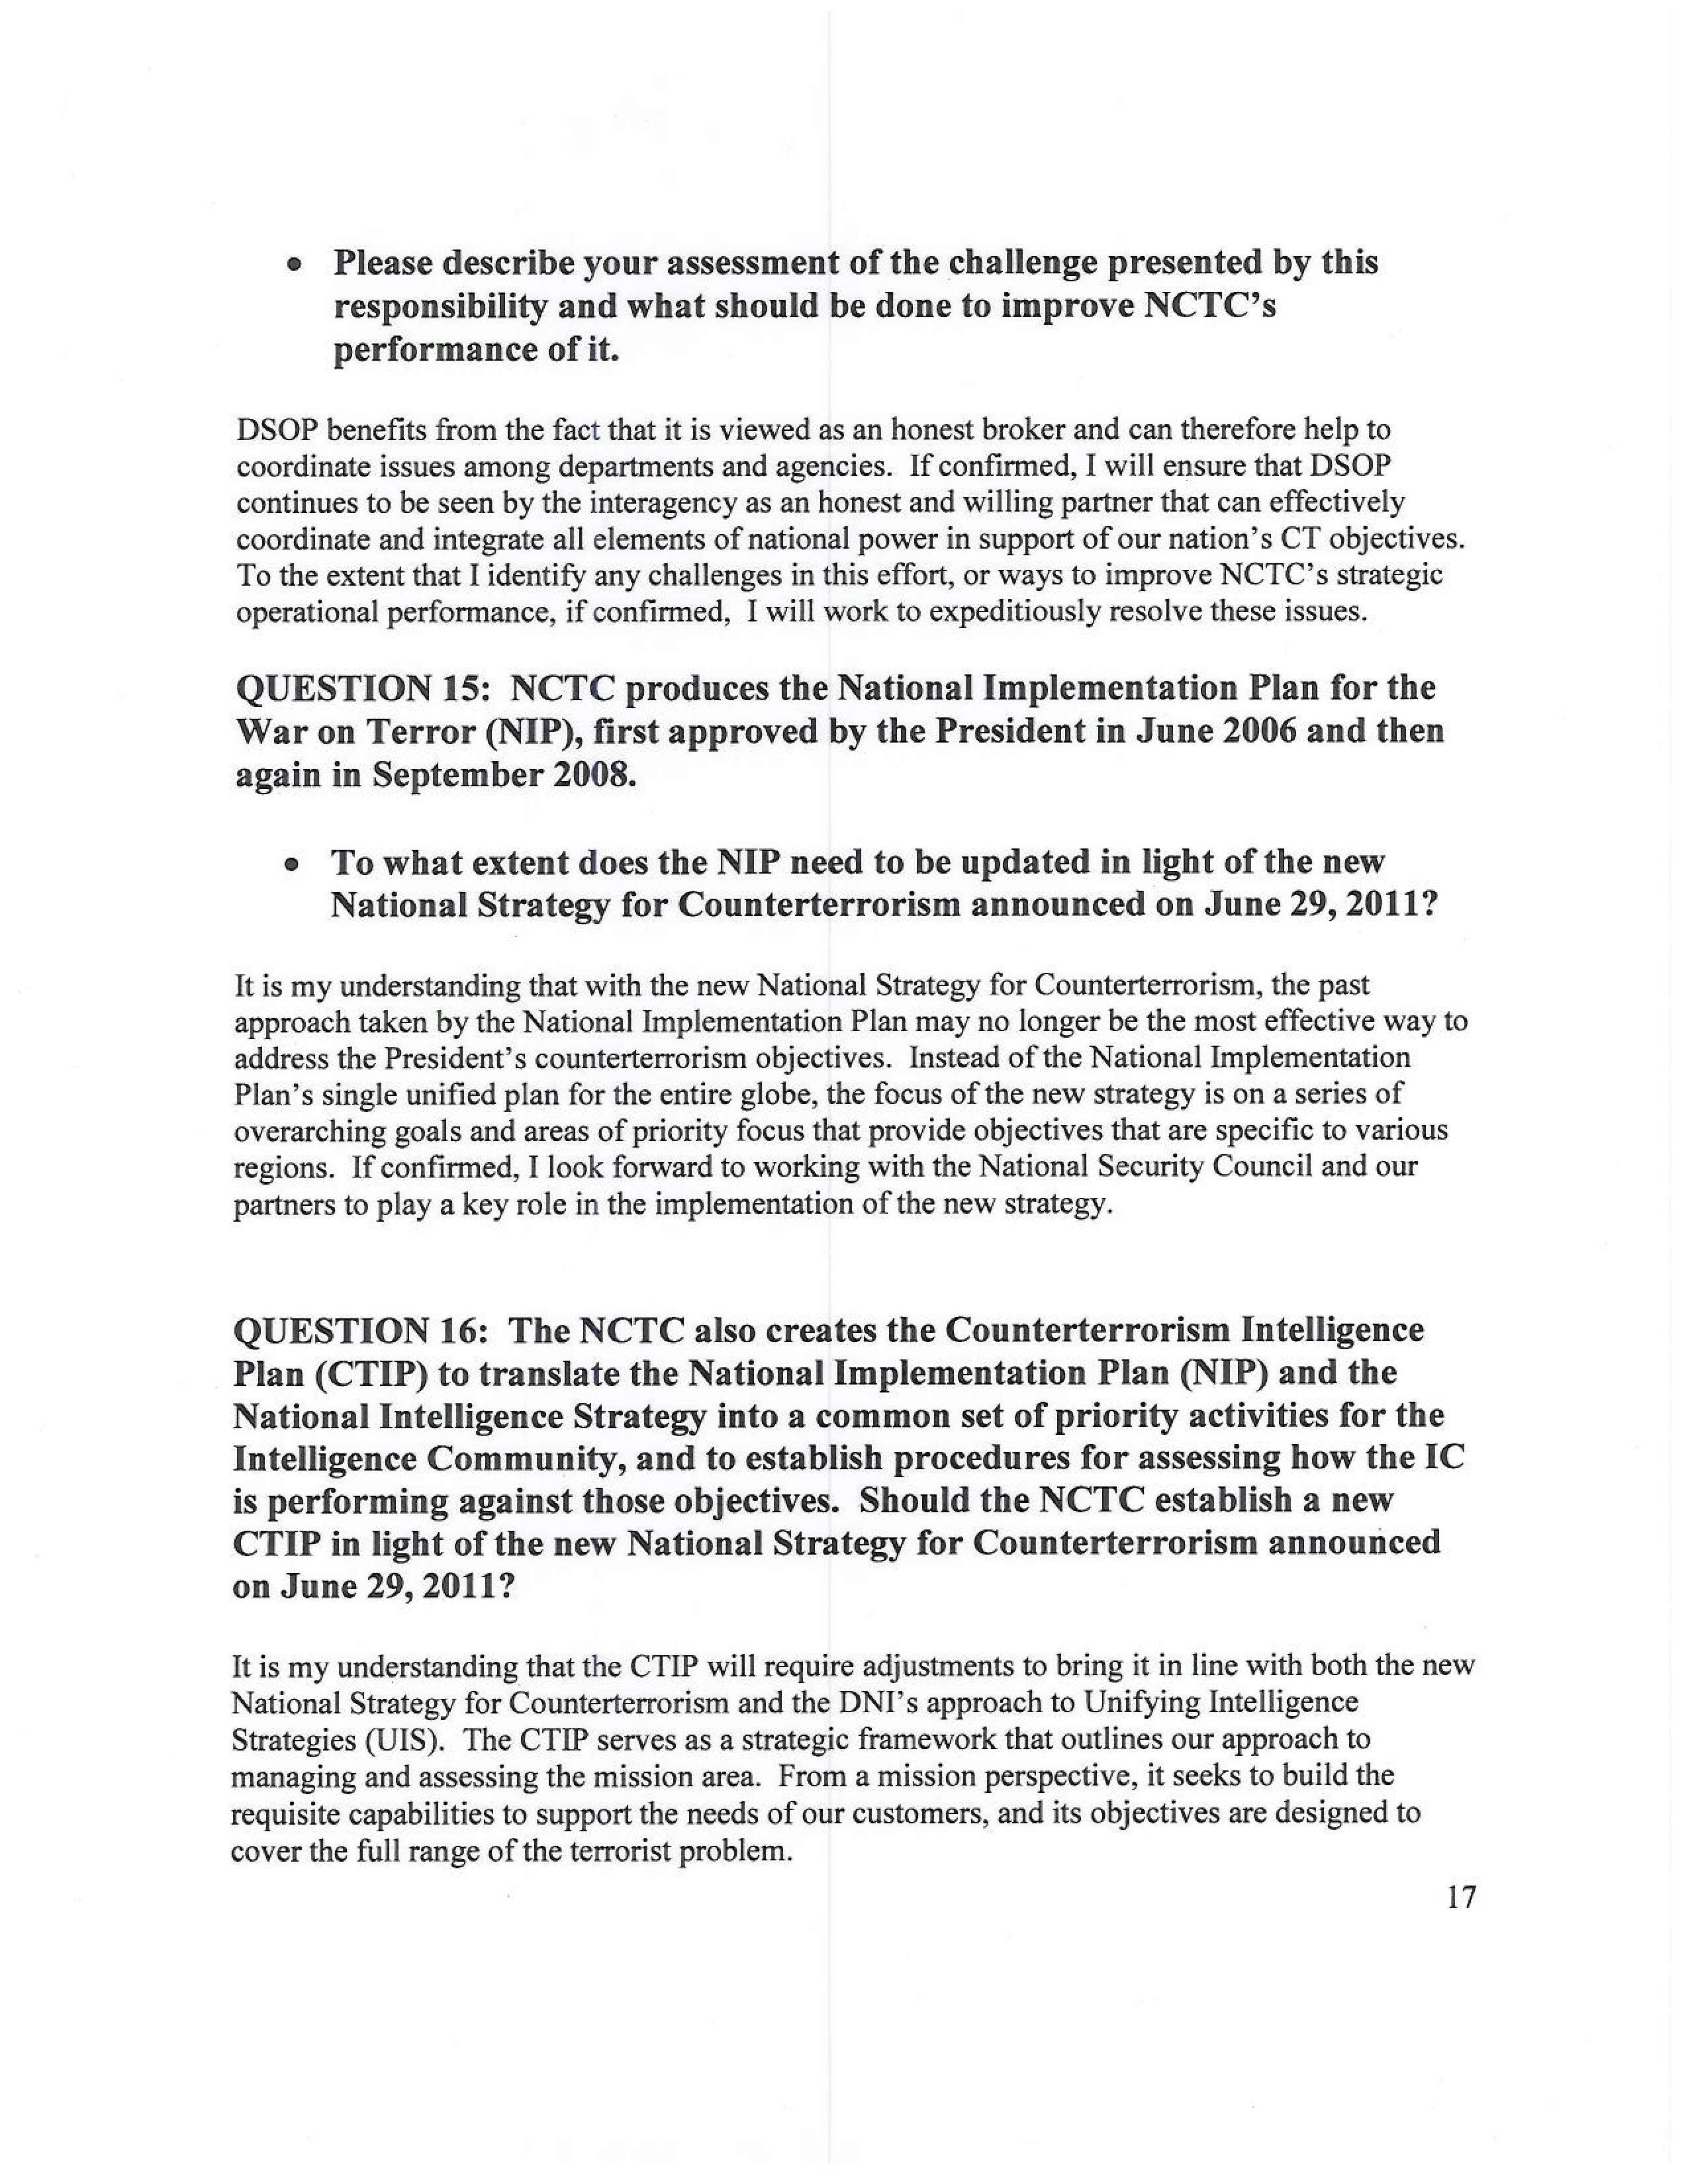 • Please describe your assessment of the challenge presented by this
responsibility and what should be done to improve NCTC's
performance of it.
DSOP benefits from the fact that it is viewed as an honest broker and can therefore help to
coordinate issues among departments and agencies. If confirmed, I will ensure that DSOP
continues to be seen by the interagency as an honest and willing partner that can effectively
coordinate and integrate all elements of national power in support of our nation's CT objectives.
To the extent that I identify any challenges in this effort, or ways to improve NCTC's strategic
operational performance, if confirmed, I will work to expeditiously resolve these issues.
QUESTION 15: NCTC produces the National Implementation Plan for the
War on Terror (NIP), first approved by the President in June 2006 and then
again in September 2008.
• To what extent does the NIP need to be updated in light of the new
National Strategy for Counterterrorism announced on June 29, 2011?
It is my understanding that with the new National Strategy for Counterterrorism, the past
approach taken by the National Implementation Plan may no longer be the most effective way to
address the President's counterterrorism objectives. Instead of the National Implementation
Plan's single unified plan for the entire globe, the focus of the new strategy is on a series of
overarching goals and areas of priority focus that provide objectives that are specific to various
regions. If confirmed, I look forward to working with the National Security Council and our
partners to play a key role in the implementation of the new strategy.
QUESTION 16: The NCTC also creates the Counterterrorism Intelligence
Plan (CTIP) to translate the National Implementation Plan (NIP) and the
National Intelligence Strategy into a common set of priority activities for the
Intelligence Community, and to establish procedures for assessing how the IC
is performing against those objectives. Should the NCTC establish a new
CTIP in light of the new National Strategy for Counterterrorism announced
on June 29, 2011?
It is my understanding that the CTIP will require adjustments to bring it in line with both the new
National Strategy for Counterterrorism and the DNI's approach to Unifying Intelligence
Strategies (UIS). The CTIP serves as a strategic framework that outlines our approach to
managing and assessing the mission area. From a mission perspective, it seeks to build the
requisite capabilities to support the needs of our customers, and its objectives are designed to
cover the full range of the terrorist problem.
17